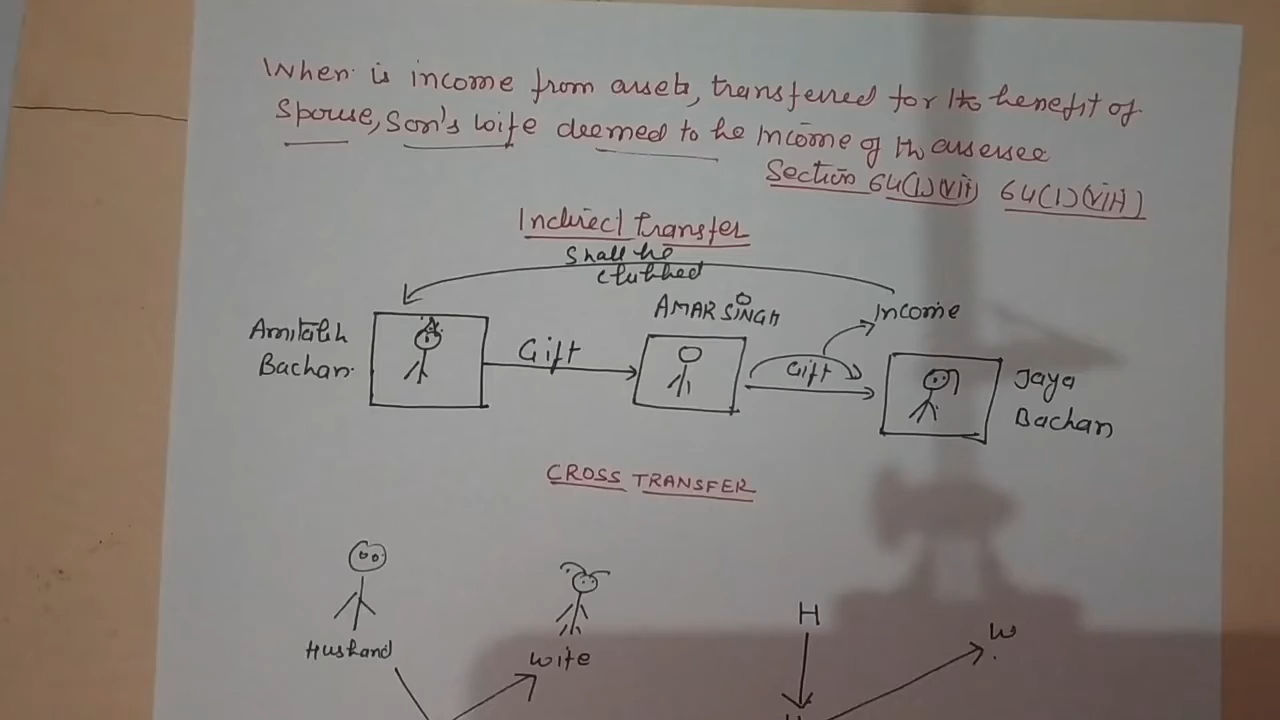 When is income from assets, transferred for the benefit of
Spouse, Son's wife deemed to be Income of the assessee
Section 64(1)(vii) 64(1)(viii)
Indirect transfer
Shall be
clubbed
Amitabh
Bachan
Gift
AMAR SINGH
Gift
Income
Jaya
Bachan
CROSS TRANSFER
Husband
wife
H
W